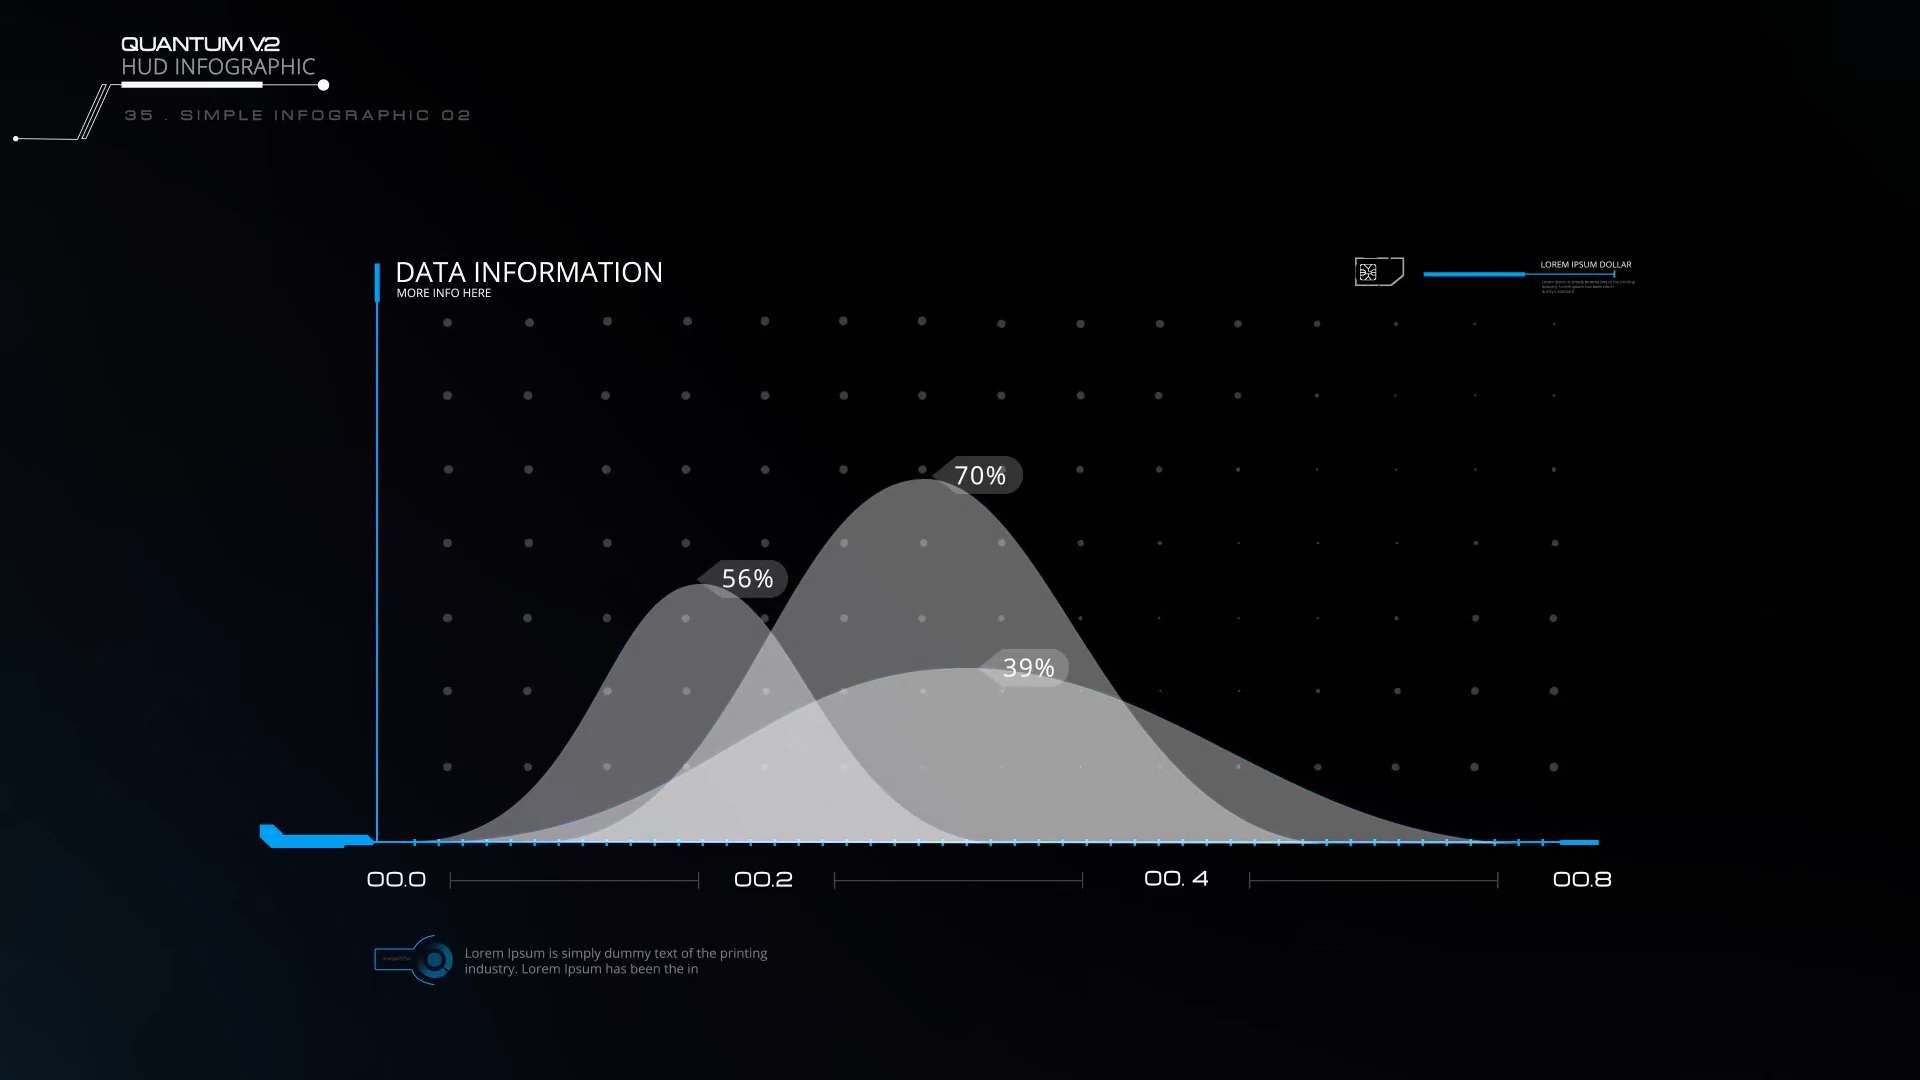 QUANTUM V.2
HUD INFOGRAPHIC
35 . SIMPLE INFOGRAPHIC 02
DATA INFORMATION
MORE INFO HERE
LOREM IPSUM DOLLAR
70%
56%
39%
00.0
00.2
00. 4
00.8
Lorem Ipsum is simply dummy text of the printing
industry. Lorem Ipsum has been the in